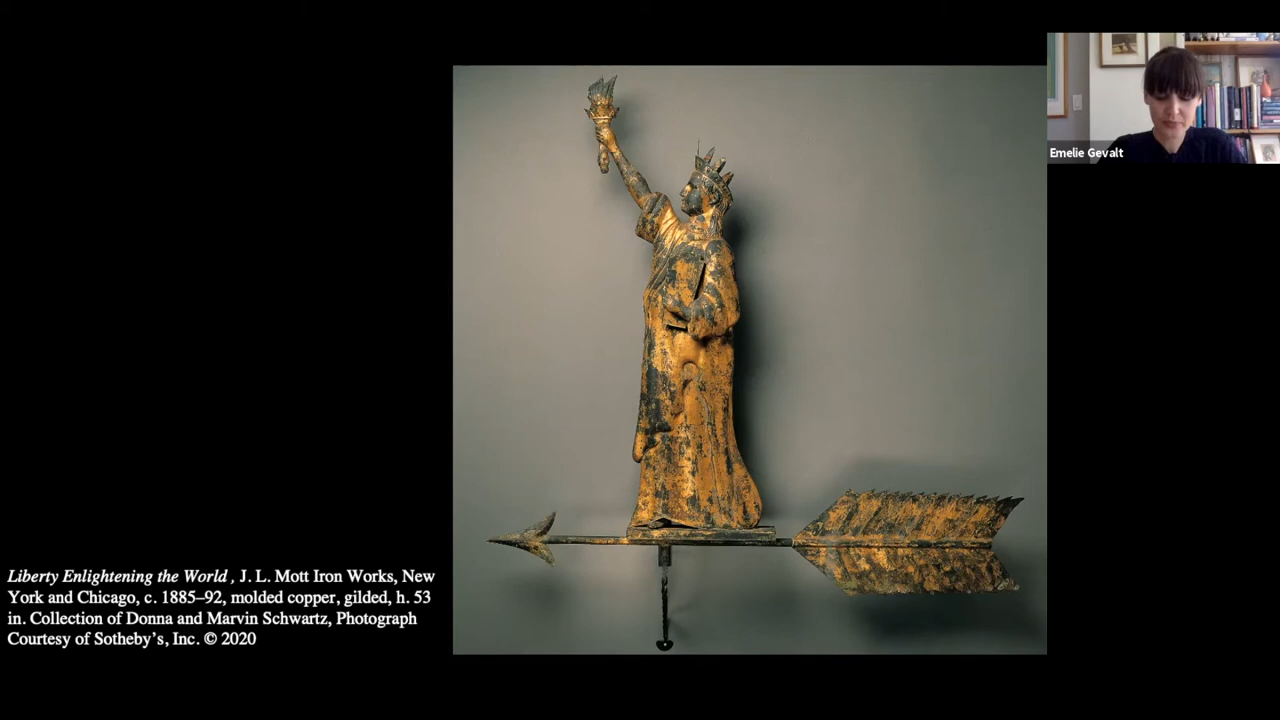 Emelie Gevalt
Liberty Enlightening the World , J. L. Mott Iron Works, New
York and Chicago, c. 1885–92, molded copper, gilded, h. 53
in. Collection of Donna and Marvin Schwartz, Photograph
Courtesy of Sotheby's, Inc. © 2020